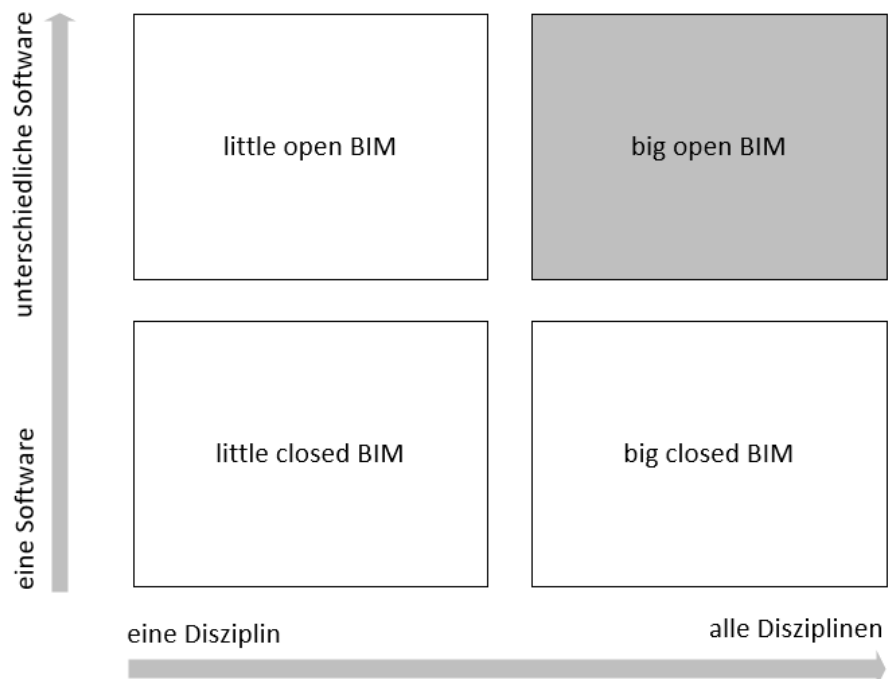 unterschiedliche Software
little open BIM
big open BIM
eine Software
little closed BIM
big closed BIM
eine Disziplin
alle Disziplinen